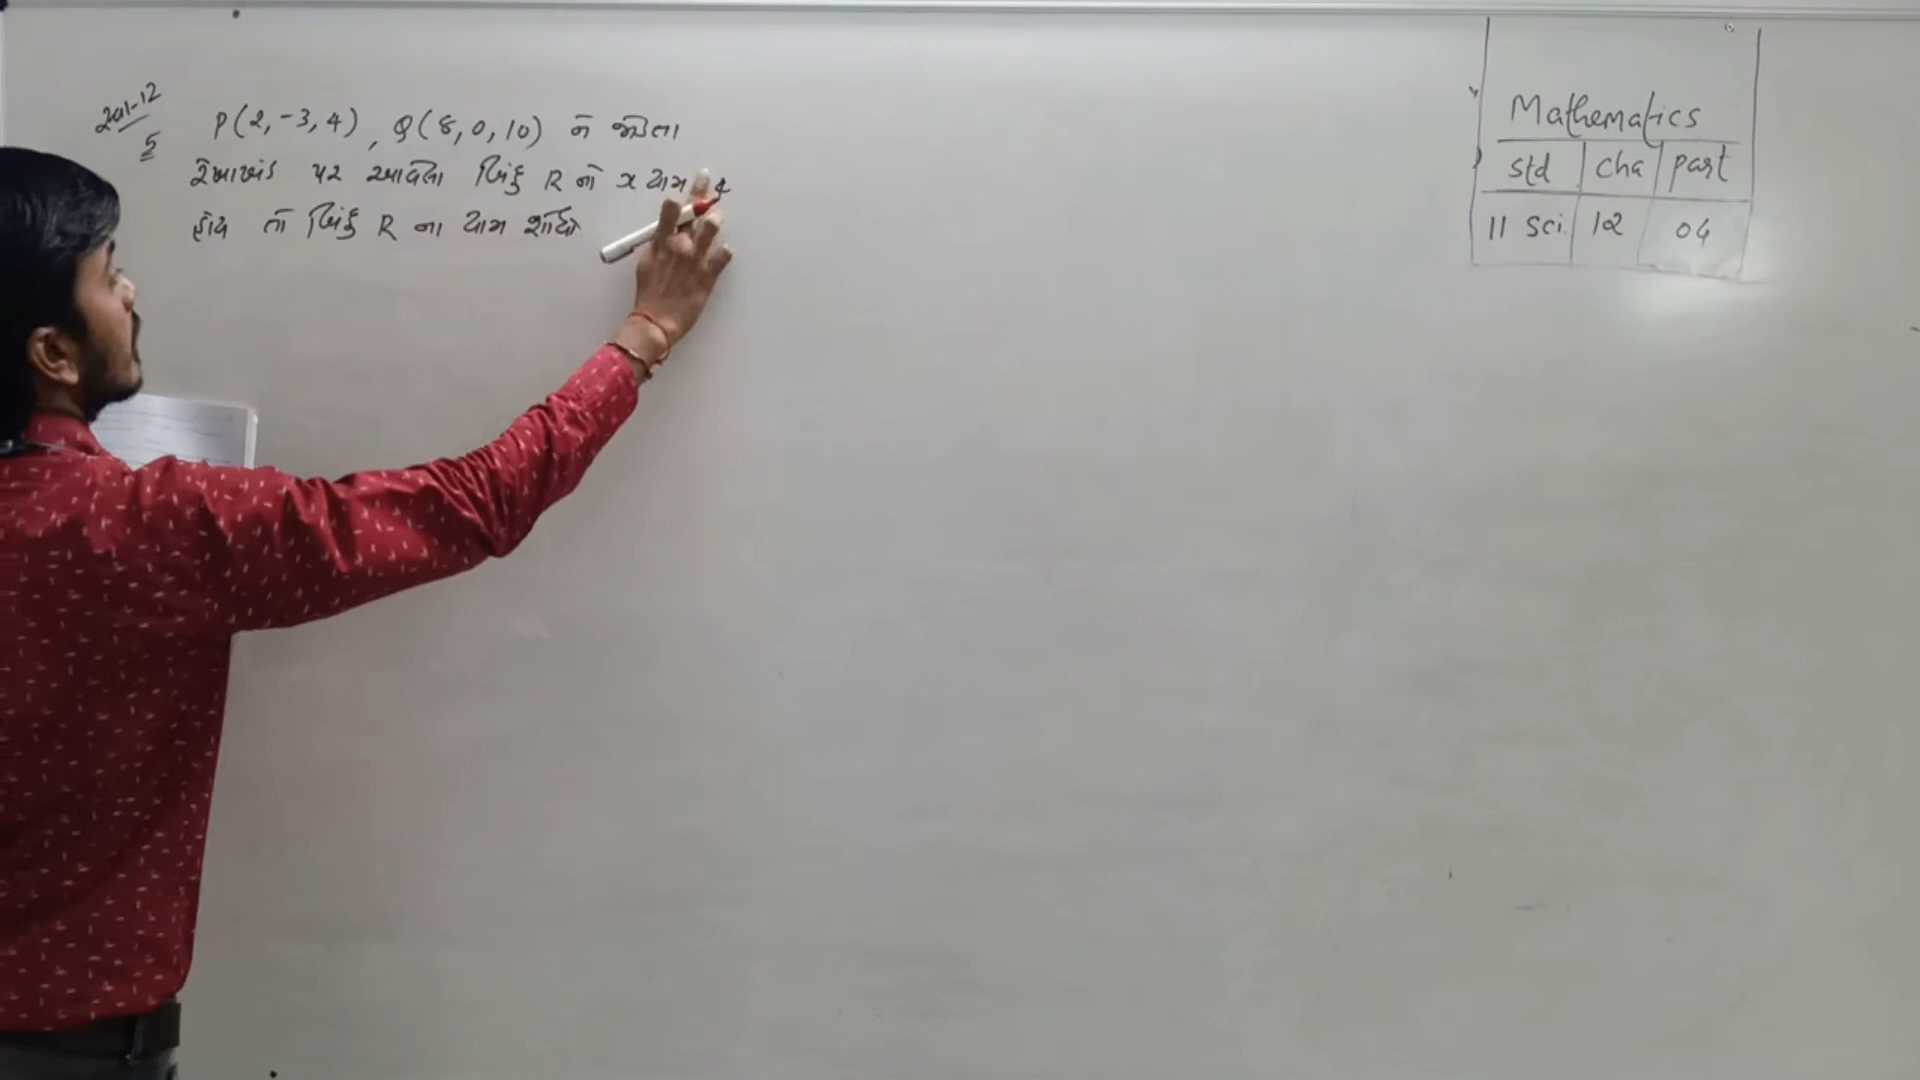 સ્વા-12
5
P(2,-3,4), Q(8,0,10) ને જોડતા
રેખાખંડ પર આવેલા બિંદુ R નો x યામ 4
હોય તો બિંદુ R ના યામ શોધો
Mathematics
std cha part
11 Sci. 12 04